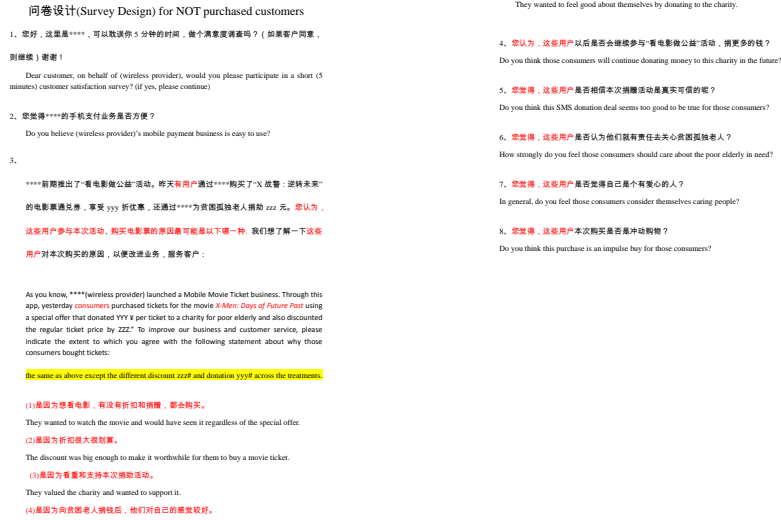 问卷设计(Survey Design) for NOT purchased customers
1、您好，这里是****，可以耽误你 5 分钟的时间，做个满意度调查吗？（ 如果客户同意，
则继续）谢谢！
Dear customer, on behalf of (wireless provider), would you please participate in a short (5
minutes) customer satisfaction survey? (if yes, please continue)
2、您觉得****的手机支付业务是否方便？
Do you believe (wireless provider)'s mobile payment business is easy to use?
3、
****前期推出了“看电影做公益”活动。昨天有用户通过****购买了“X 战警：逆转未来”
的电影票通兑券，享受 yyy 折优惠，还通过****为贫困孤独老人捐助 zzz 元。您认为，
这些用户参与本次活动、购买电影票的原因最可能是以下哪一种. 我们想了解一下这些
用户对本次购买的原因，以便改进业务，服务客户：
As you know, ****(wireless provider) launched a Mobile Movie Ticket business. Through this
app, yesterday consumers purchased tickets for the movie X-Men: Days of Future Past using
a special offer that donated YYY ¥ per ticket to a charity for poor elderly and also discounted
the regular ticket price by ZZZ.” To improve our business and customer service, please
indicate the extent to which you agree with the following statement about why those
consumers bought tickets:
the same as above except the different discount zzz# and donation yyy# across the treatments.
(1)是因为想看电影，有没有折扣和捐赠，都会购买。
They wanted to watch the movie and would have seen it regardless of the special offer.
(2)是因为折扣很大很划算。
The discount was big enough to make it worthwhile for them to buy a movie ticket.
(3)是因为看重和支持本次捐助活动。
They valued the charity and wanted to support it.
(4)是因为向贫困老人捐钱后，他们对自己的感觉较好。
They wanted to feel good about themselves by donating to the charity.
4、您认为，这些用户以后是否会继续参与“看电影做公益”活动，捐更多的钱？
Do you think those consumers will continue donating money to this charity in the future?
5、您觉得，这些用户是否相信本次捐赠活动是真实可信的呢？
Do you think this SMS donation deal seems too good to be true for those consumers?
6、您觉得，这些用户是否认为他们就有责任去关心贫困孤独老人？
How strongly do you feel those consumers should care about the poor elderly in need?
7、您觉得，这些用户是否觉得自己是个有爱心的人？
In general, do you feel those consumers consider themselves caring people?
8、您觉得，这些用户本次购买是否是冲动购物？
Do you think this purchase is an impulse buy for those consumers?